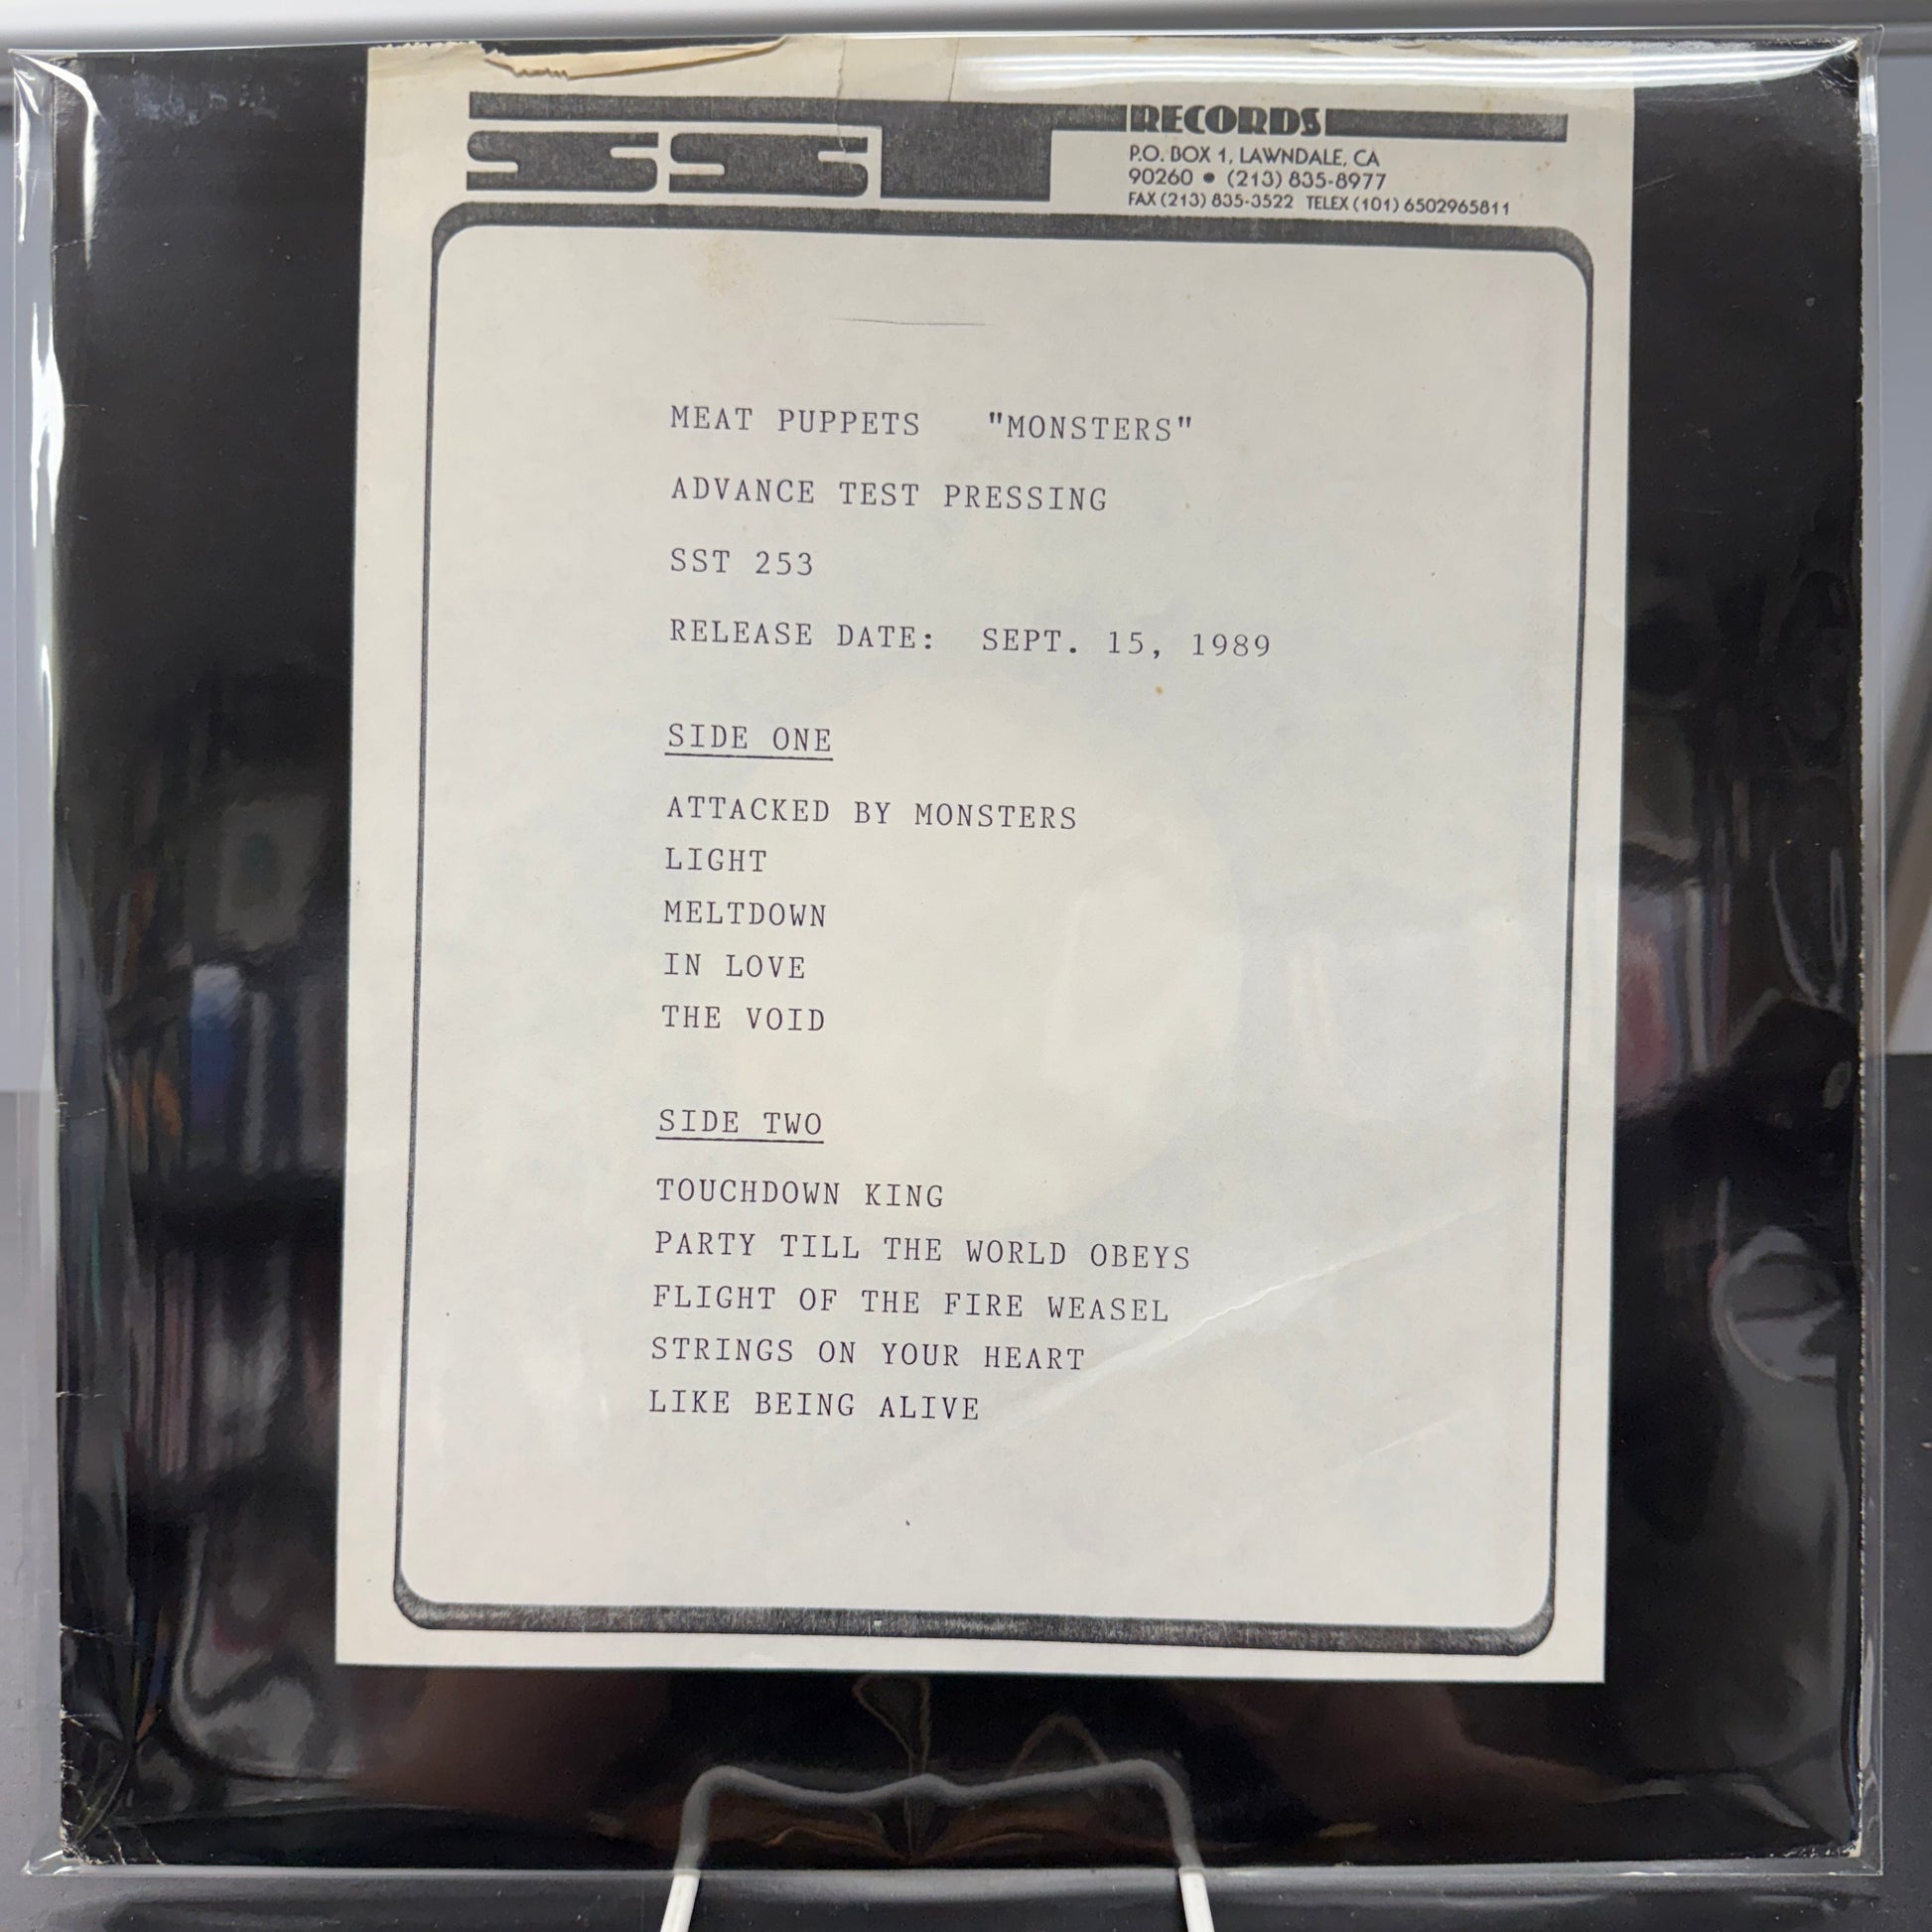 SST RECORDS
P.O. BOX 1, LAWNDALE, CA
90260 • (213) 835-8977
FAX (213) 835-3522 TELEX (101) 6502965811
MEAT PUPPETS "MONSTERS"
ADVANCE TEST PRESSING
SST 253
RELEASE DATE: SEPT. 15, 1989
SIDE ONE
ATTACKED BY MONSTERS
LIGHT
MELTDOWN
IN LOVE
THE VOID
SIDE TWO
TOUCHDOWN KING
PARTY TILL THE WORLD OBEYS
FLIGHT OF THE FIRE WEASEL
STRINGS ON YOUR HEART
LIKE BEING ALIVE